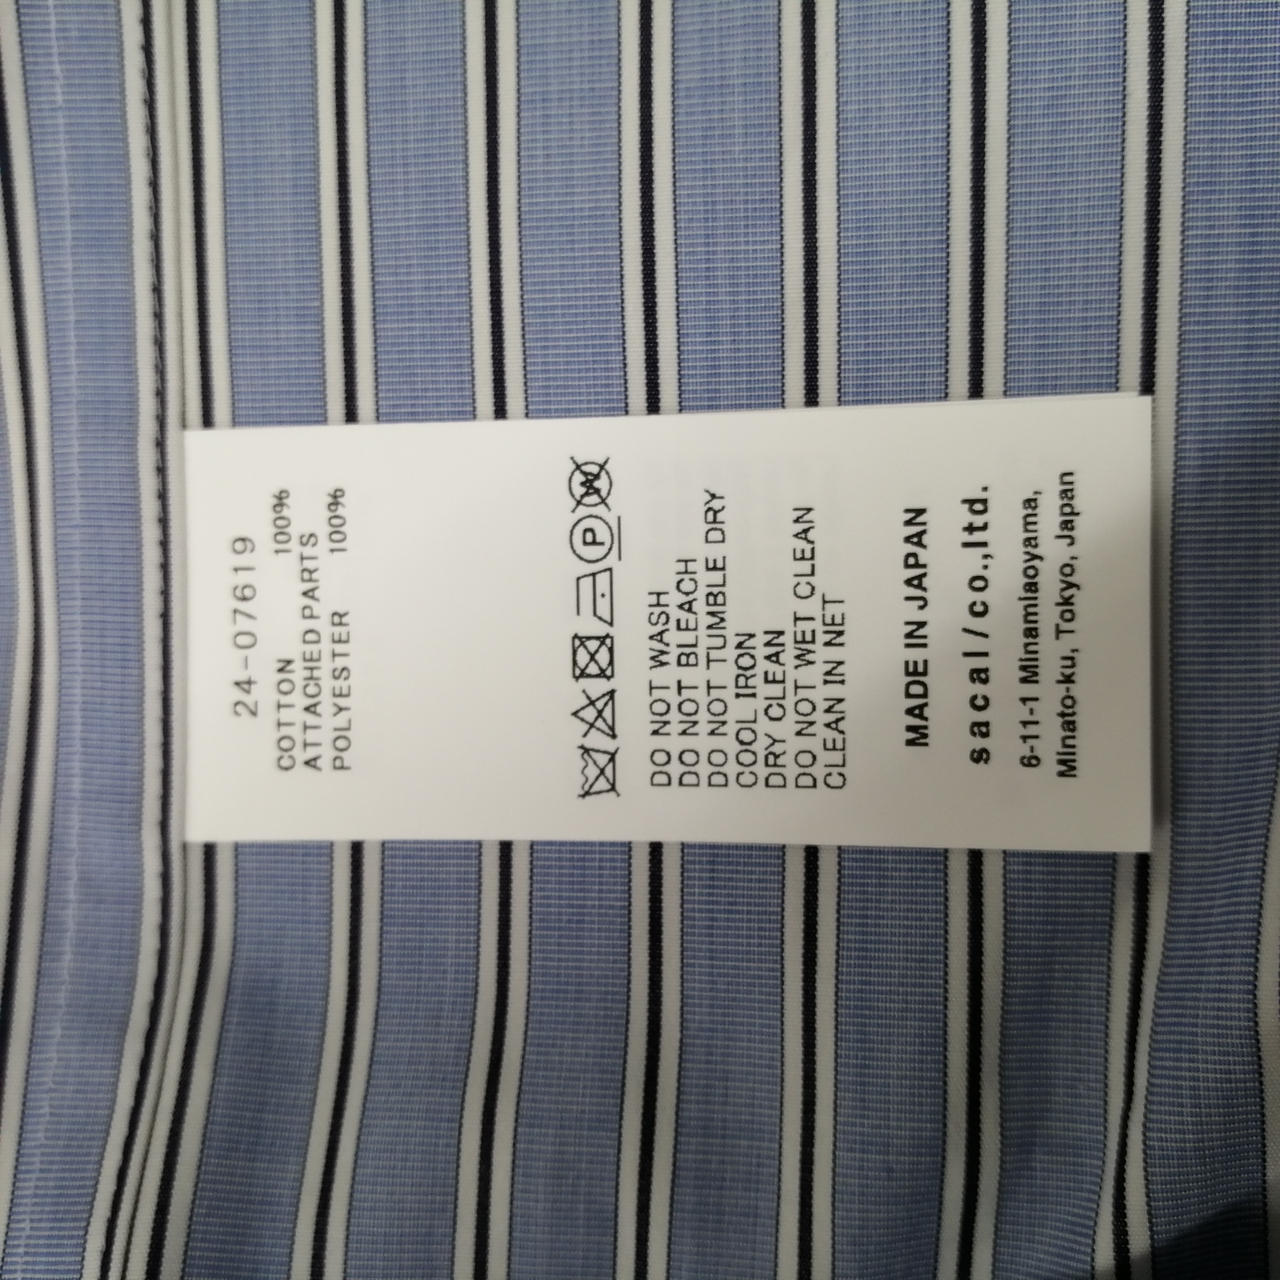 24-07619
COTTON 100%
ATTACHED PARTS
POLYESTER 100%
P W
DO NOT WASH
DO NOT BLEACH
DO NOT TUMBLE DRY
COOL IRON
DRY CLEAN
DO NOT WET CLEAN
CLEAN IN NET
MADE IN JAPAN
sacai/co.,ltd.
6-11-1 Minamiaoyama,
Minato-ku, Tokyo, Japan